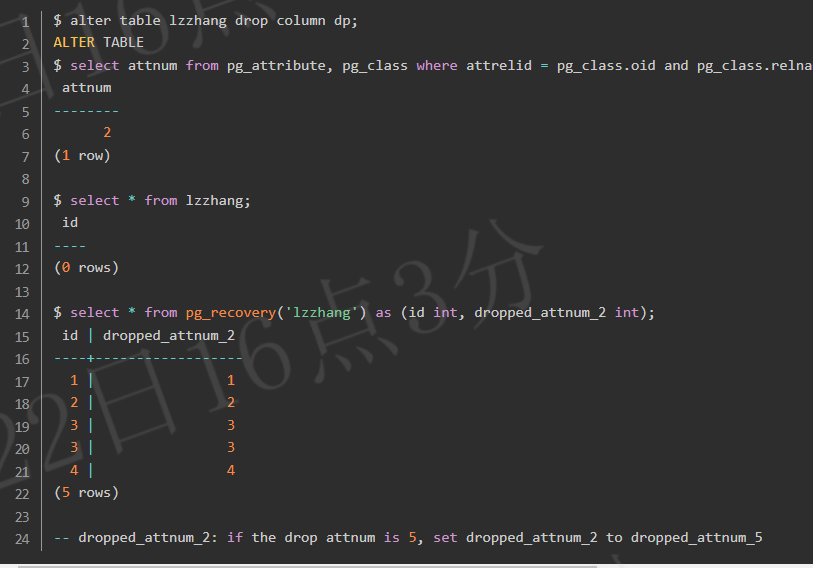 1 $ alter table lzzhang drop column dp;
2 ALTER TABLE
3 $ select attnum from pg_attribute, pg_class where attrelid = pg_class.oid and pg_class.relna
4 attnum
5 --------
6 2
7 (1 row)
8
9 $ select * from lzzhang;
10 id
11 ----
12 (0 rows)
13
14 $ select * from pg_recovery('lzzhang') as (id int, dropped_attnum_2 int);
15 id | dropped_attnum_2
16 ----+------------------
17 1 | 1
18 2 | 2
19 3 | 3
20 3 | 3
21 4 | 4
22 (5 rows)
23
24 -- dropped_attnum_2: if the drop attnum is 5, set dropped_attnum_2 to dropped_attnum_5
22日16点3分
日16点